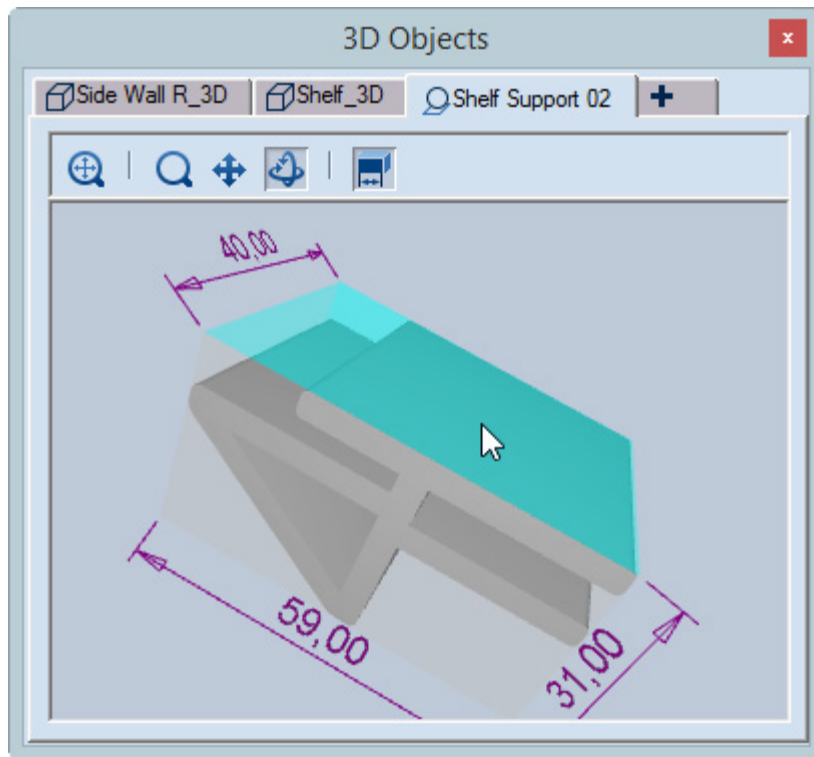 3D Objects
x
Side Wall R_3D
Shelf_3D
Shelf Support 02
+
40,00
59,00
31,00